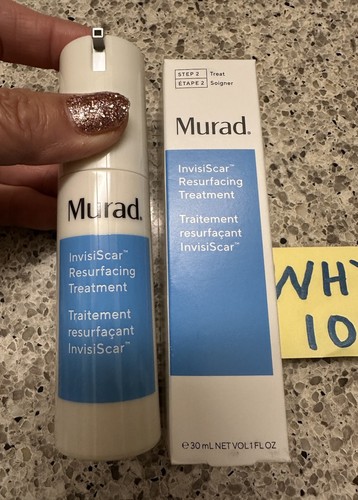 Murad.
InvisiScar™
Resurfacing
Treatment
Traitement
resurfaçant
InvisiScar™
STEP 2 Treat
ÉTAPE 2 Soigner
Murad.
InvisiScar™
Resurfacing
Treatment
Traitement
resurfaçant
InvisiScar™
℮ 30 mL NET VOL 1 FL OZ
10